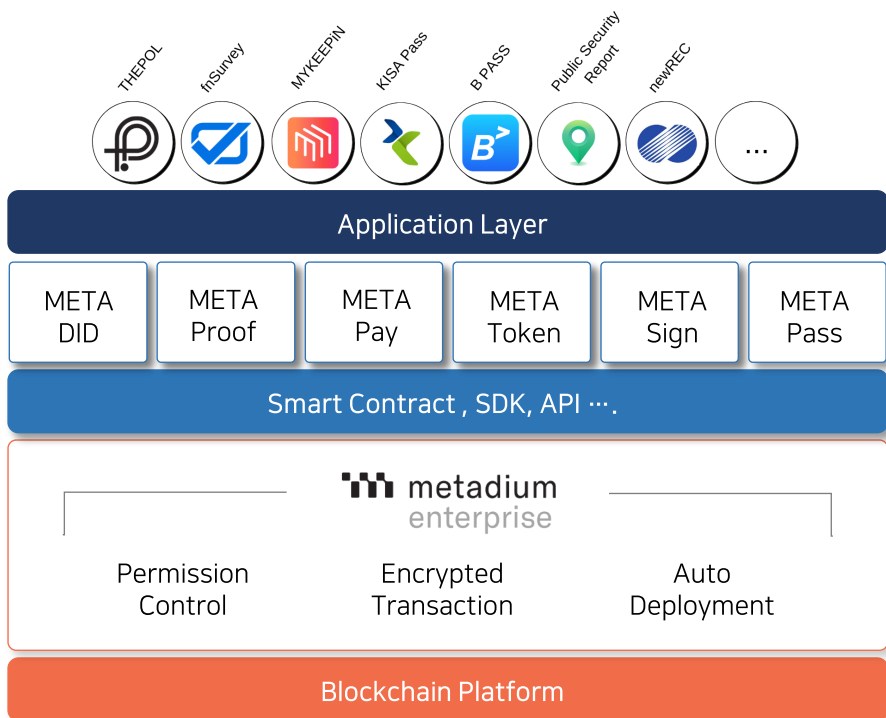 THEPOL
fnSurvey
MYKEEPiN
KISA Pass
B PASS
Public Security
Report
newREC
B
...
Application Layer
META
DID
META
Proof
META
Pay
META
Token
META
Sign
META
Pass
Smart Contract , SDK, API ⋯.
metadium
enterprise
Permission
Control
Encrypted
Transaction
Auto
Deployment
Blockchain Platform